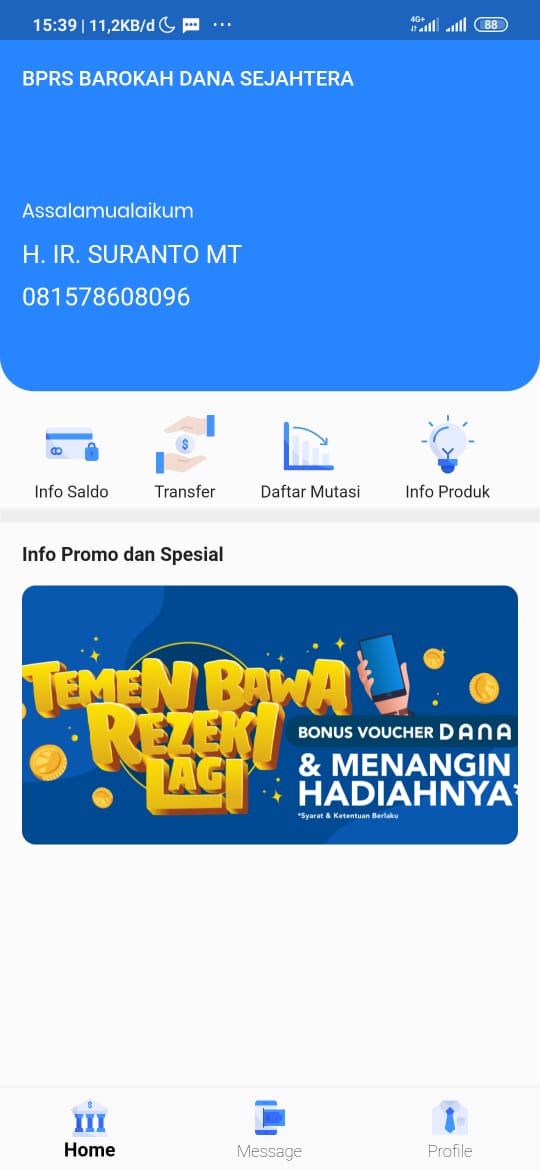 15:39 | 11,2KB/d
4G+
88
BPRS BAROKAH DANA SEJAHTERA
Assalamualaikum
H. IR. SURANTO MT
081578608096
Info Saldo
Transfer
Daftar Mutasi
Info Produk
Info Promo dan Spesial
TEMEN BAWA
REZEKI
LAGI
BONUS VOUCHER DANA
& MENANGIN
HADIAHNYA*
*Syarat & Ketentuan Berlaku
Home
Message
Profile